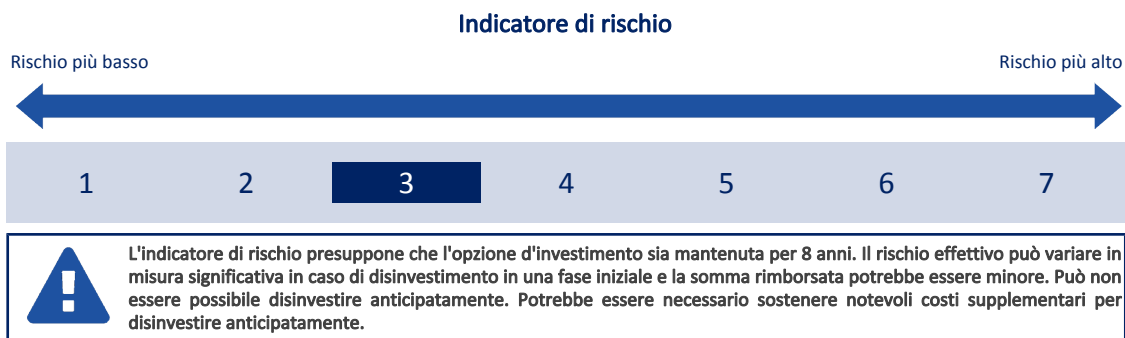 Indicatore di rischio
Rischio più basso
Rischio più alto
1 2 3 4 5 6 7
L'indicatore di rischio presuppone che l'opzione d'investimento sia mantenuta per 8 anni. Il rischio effettivo può variare in
misura significativa in caso di disinvestimento in una fase iniziale e la somma rimborsata potrebbe essere minore. Può non
essere possibile disinvestire anticipatamente. Potrebbe essere necessario sostenere notevoli costi supplementari per
disinvestire anticipatamente.